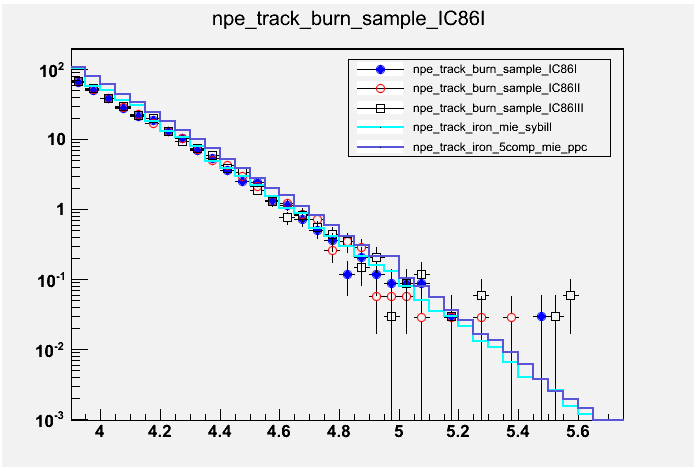 npe_track_burn_sample_IC86I
npe_track_burn_sample_IC86I
npe_track_burn_sample_IC86II
npe_track_burn_sample_IC86III
npe_track_iron_mie_sybill
npe_track_iron_5comp_mie_ppc
10²
10
1
10⁻¹
10⁻²
10⁻³
4 4.2 4.4 4.6 4.8 5 5.2 5.4 5.6